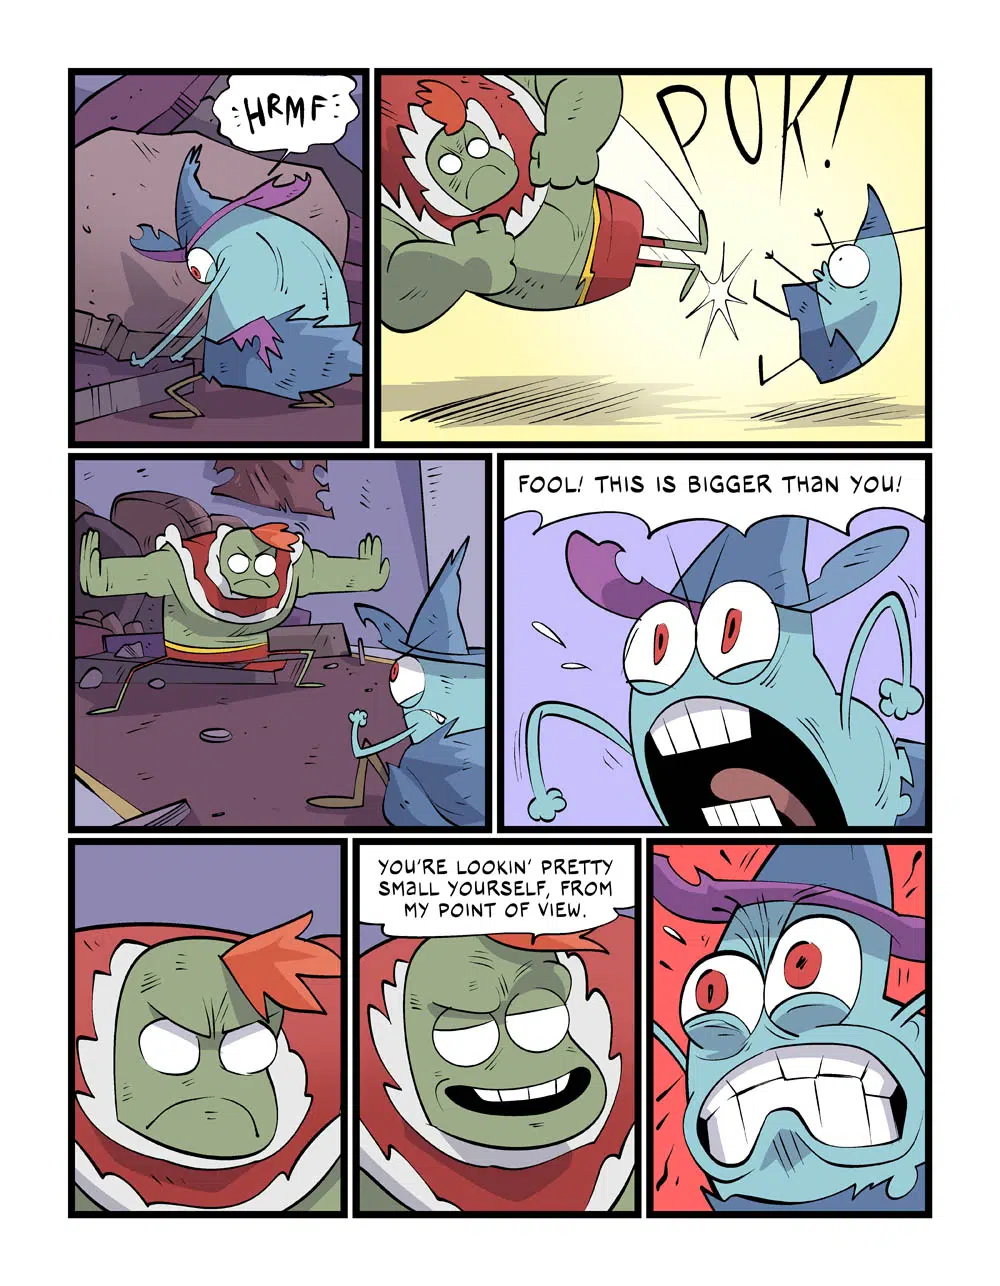 HRMF
POK!
FOOL! THIS IS BIGGER THAN YOU!
YOU'RE LOOKIN' PRETTY
SMALL YOURSELF, FROM
MY POINT OF VIEW.